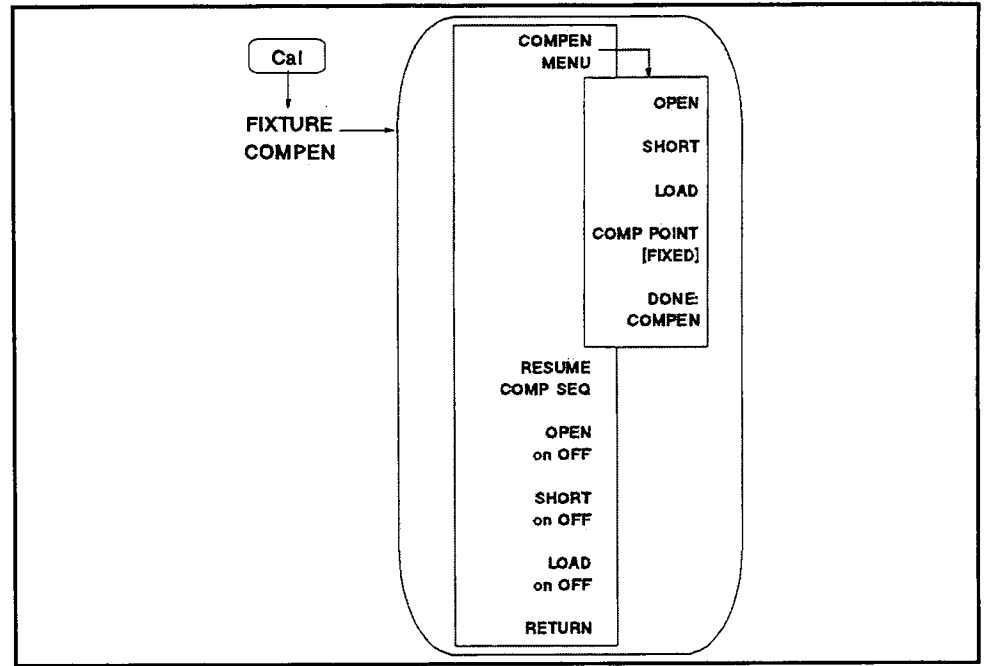 Cal
FIXTURE
COMPEN
COMPEN
MENU
OPEN
SHORT
LOAD
COMP POINT
[FIXED]
DONE:
COMPEN
RESUME
COMP SEQ
OPEN
on OFF
SHORT
on OFF
LOAD
on OFF
RETURN